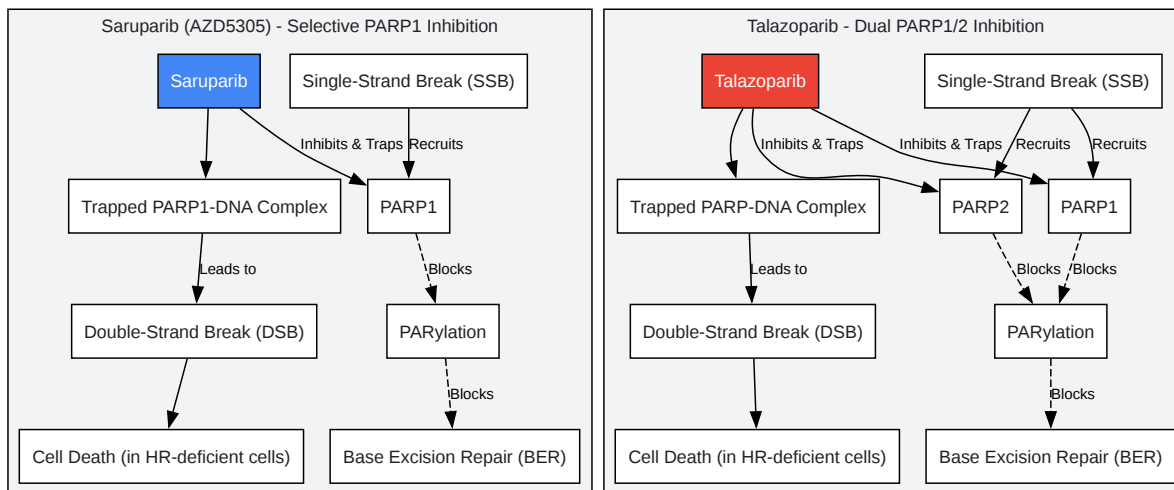 Saruparib (AZD5305) - Selective PARP1 Inhibition
Saruparib
Single-Strand Break (SSB)
Inhibits & Traps
Recruits
Trapped PARP1-DNA Complex
PARP1
Leads to
Blocks
Double-Strand Break (DSB)
PARylation
Blocks
Cell Death (in HR-deficient cells)
Base Excision Repair (BER)
Talazoparib - Dual PARP1/2 Inhibition
Talazoparib
Single-Strand Break (SSB)
Inhibits & Traps
Inhibits & Traps
Recruits
Recruits
Trapped PARP-DNA Complex
PARP2
PARP1
Leads to
Blocks
Blocks
Double-Strand Break (DSB)
PARylation
Blocks
Cell Death (in HR-deficient cells)
Base Excision Repair (BER)